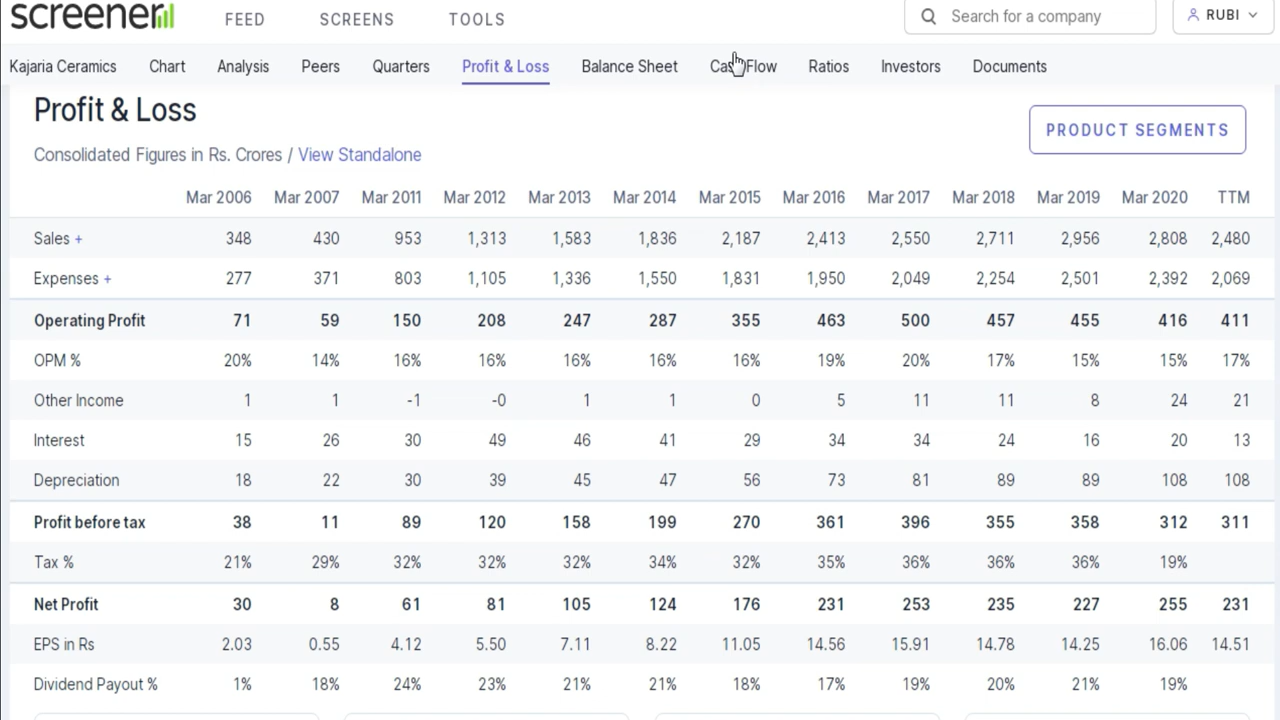 screener
FEED SCREENS TOOLS
Search for a company
RUBI
Kajaria Ceramics Chart Analysis Peers Quarters Profit & Loss Balance Sheet Cash Flow Ratios Investors Documents
Profit & Loss
PRODUCT SEGMENTS
Consolidated Figures in Rs. Crores / View Standalone
Mar 2006 Mar 2007 Mar 2011 Mar 2012 Mar 2013 Mar 2014 Mar 2015 Mar 2016 Mar 2017 Mar 2018 Mar 2019 Mar 2020 TTM
Sales + 348 430 953 1,313 1,583 1,836 2,187 2,413 2,550 2,711 2,956 2,808 2,480
Expenses + 277 371 803 1,105 1,336 1,550 1,831 1,950 2,049 2,254 2,501 2,392 2,069
Operating Profit 71 59 150 208 247 287 355 463 500 457 455 416 411
OPM % 20% 14% 16% 16% 16% 16% 16% 19% 20% 17% 15% 15% 17%
Other Income 1 1 -1 -0 1 1 0 5 11 11 8 24 21
Interest 15 26 30 49 46 41 29 34 34 24 16 20 13
Depreciation 18 22 30 39 45 47 56 73 81 89 89 108 108
Profit before tax 38 11 89 120 158 199 270 361 396 355 358 312 311
Tax % 21% 29% 32% 32% 32% 34% 32% 35% 36% 36% 36% 19%
Net Profit 30 8 61 81 105 124 176 231 253 235 227 255 231
EPS in Rs 2.03 0.55 4.12 5.50 7.11 8.22 11.05 14.56 15.91 14.78 14.25 16.06 14.51
Dividend Payout % 1% 18% 24% 23% 21% 21% 18% 17% 19% 20% 21% 19%